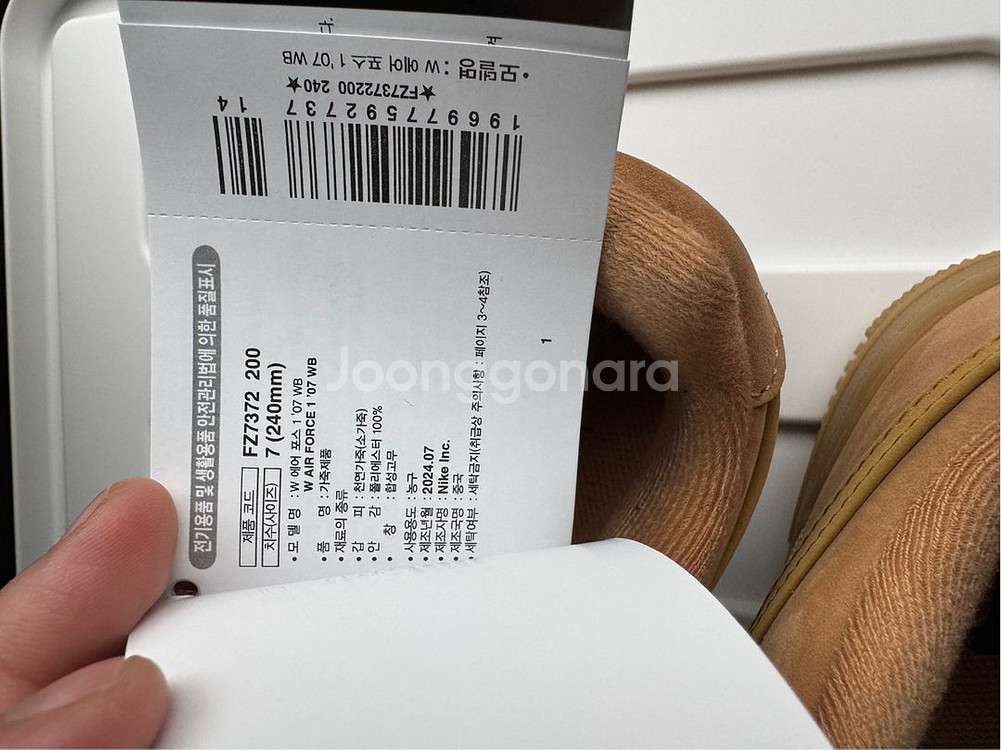 • 모델명 : W 에어 포스 1 '07 WB
★FZ7372200 240★
196977592737 14
전기용품 및 생활용품 안전관리법에 의한 품질표시
제품 코드 FZ7372 200
치수(사이즈) 7 (240mm)
• 모 델 명 : W 에어 포스 1 '07 WB
W AIR FORCE 1 '07 WB
• 품 명 : 가죽제품
• 재료의 종류
• 갑 피 : 천연가죽(소가죽)
• 안 감 : 폴리에스터 100%
• 창 : 합성고무
• 사용용도 : 농구
• 제조년월 : 2024.07
• 제조자명 : Nike Inc.
• 제조국명 : 중국
• 세탁여부 : 세탁금지(취급상 주의사항 : 페이지 3~4참조)
1
Joonggonara